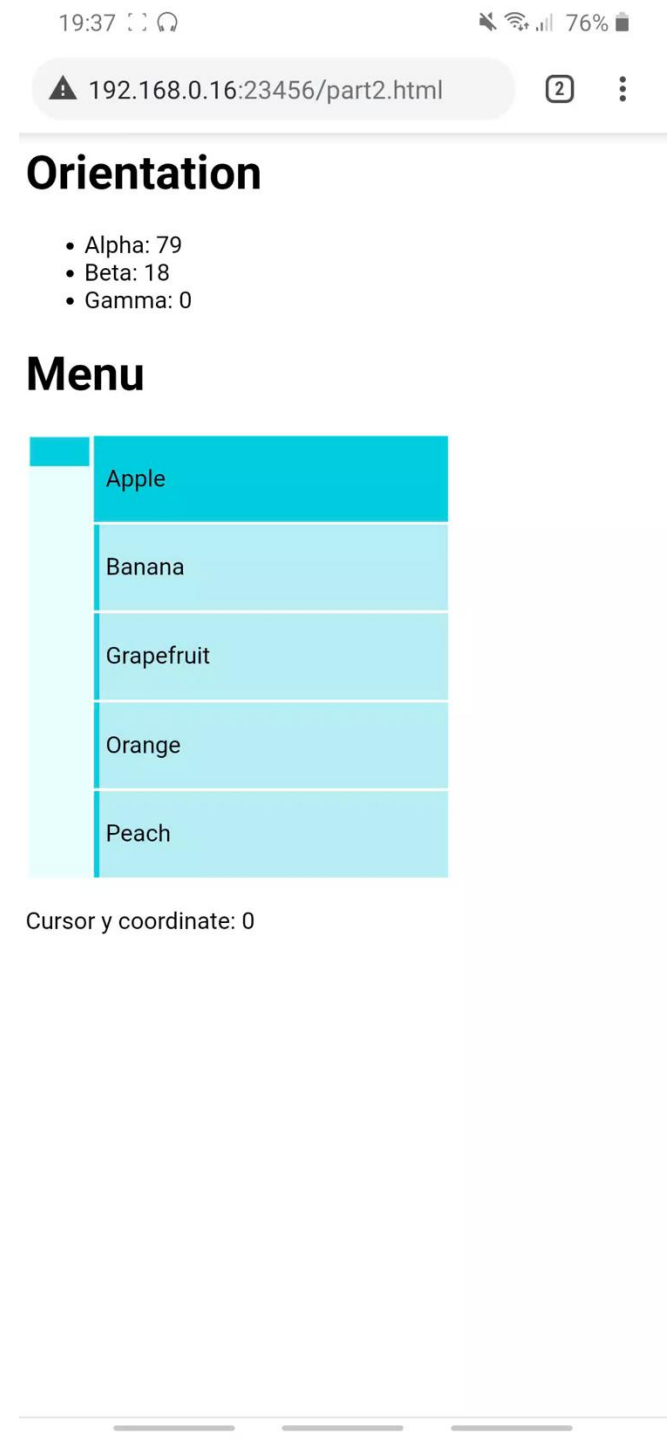 19:37
76%
192.168.0.16:23456/part2.html
2
Orientation
• Alpha: 79
• Beta: 18
• Gamma: 0
Menu
Apple
Banana
Grapefruit
Orange
Peach
Cursor y coordinate: 0